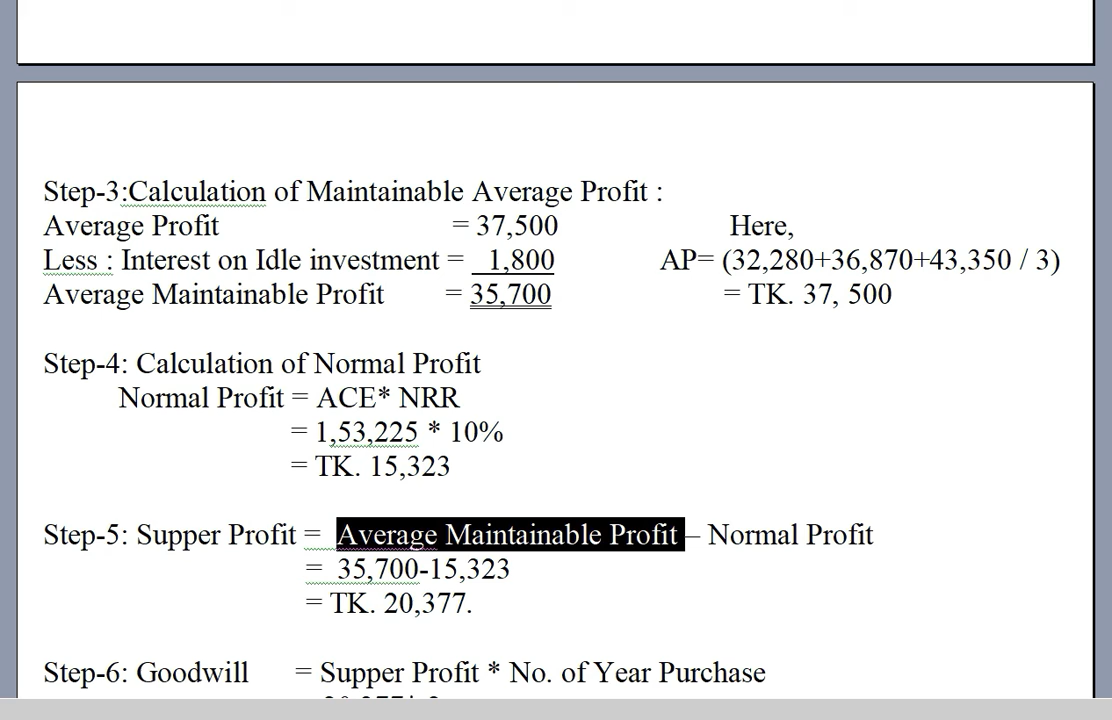 Step-3:Calculation of Maintainable Average Profit :
Average Profit = 37,500 Here,
Less : Interest on Idle investment = 1,800 AP= (32,280+36,870+43,350 / 3)
Average Maintainable Profit = 35,700 = TK. 37, 500
Step-4: Calculation of Normal Profit
Normal Profit = ACE* NRR
= 1,53,225 * 10%
= TK. 15,323
Step-5: Supper Profit = Average Maintainable Profit – Normal Profit
= 35,700-15,323
= TK. 20,377.
Step-6: Goodwill = Supper Profit * No. of Year Purchase